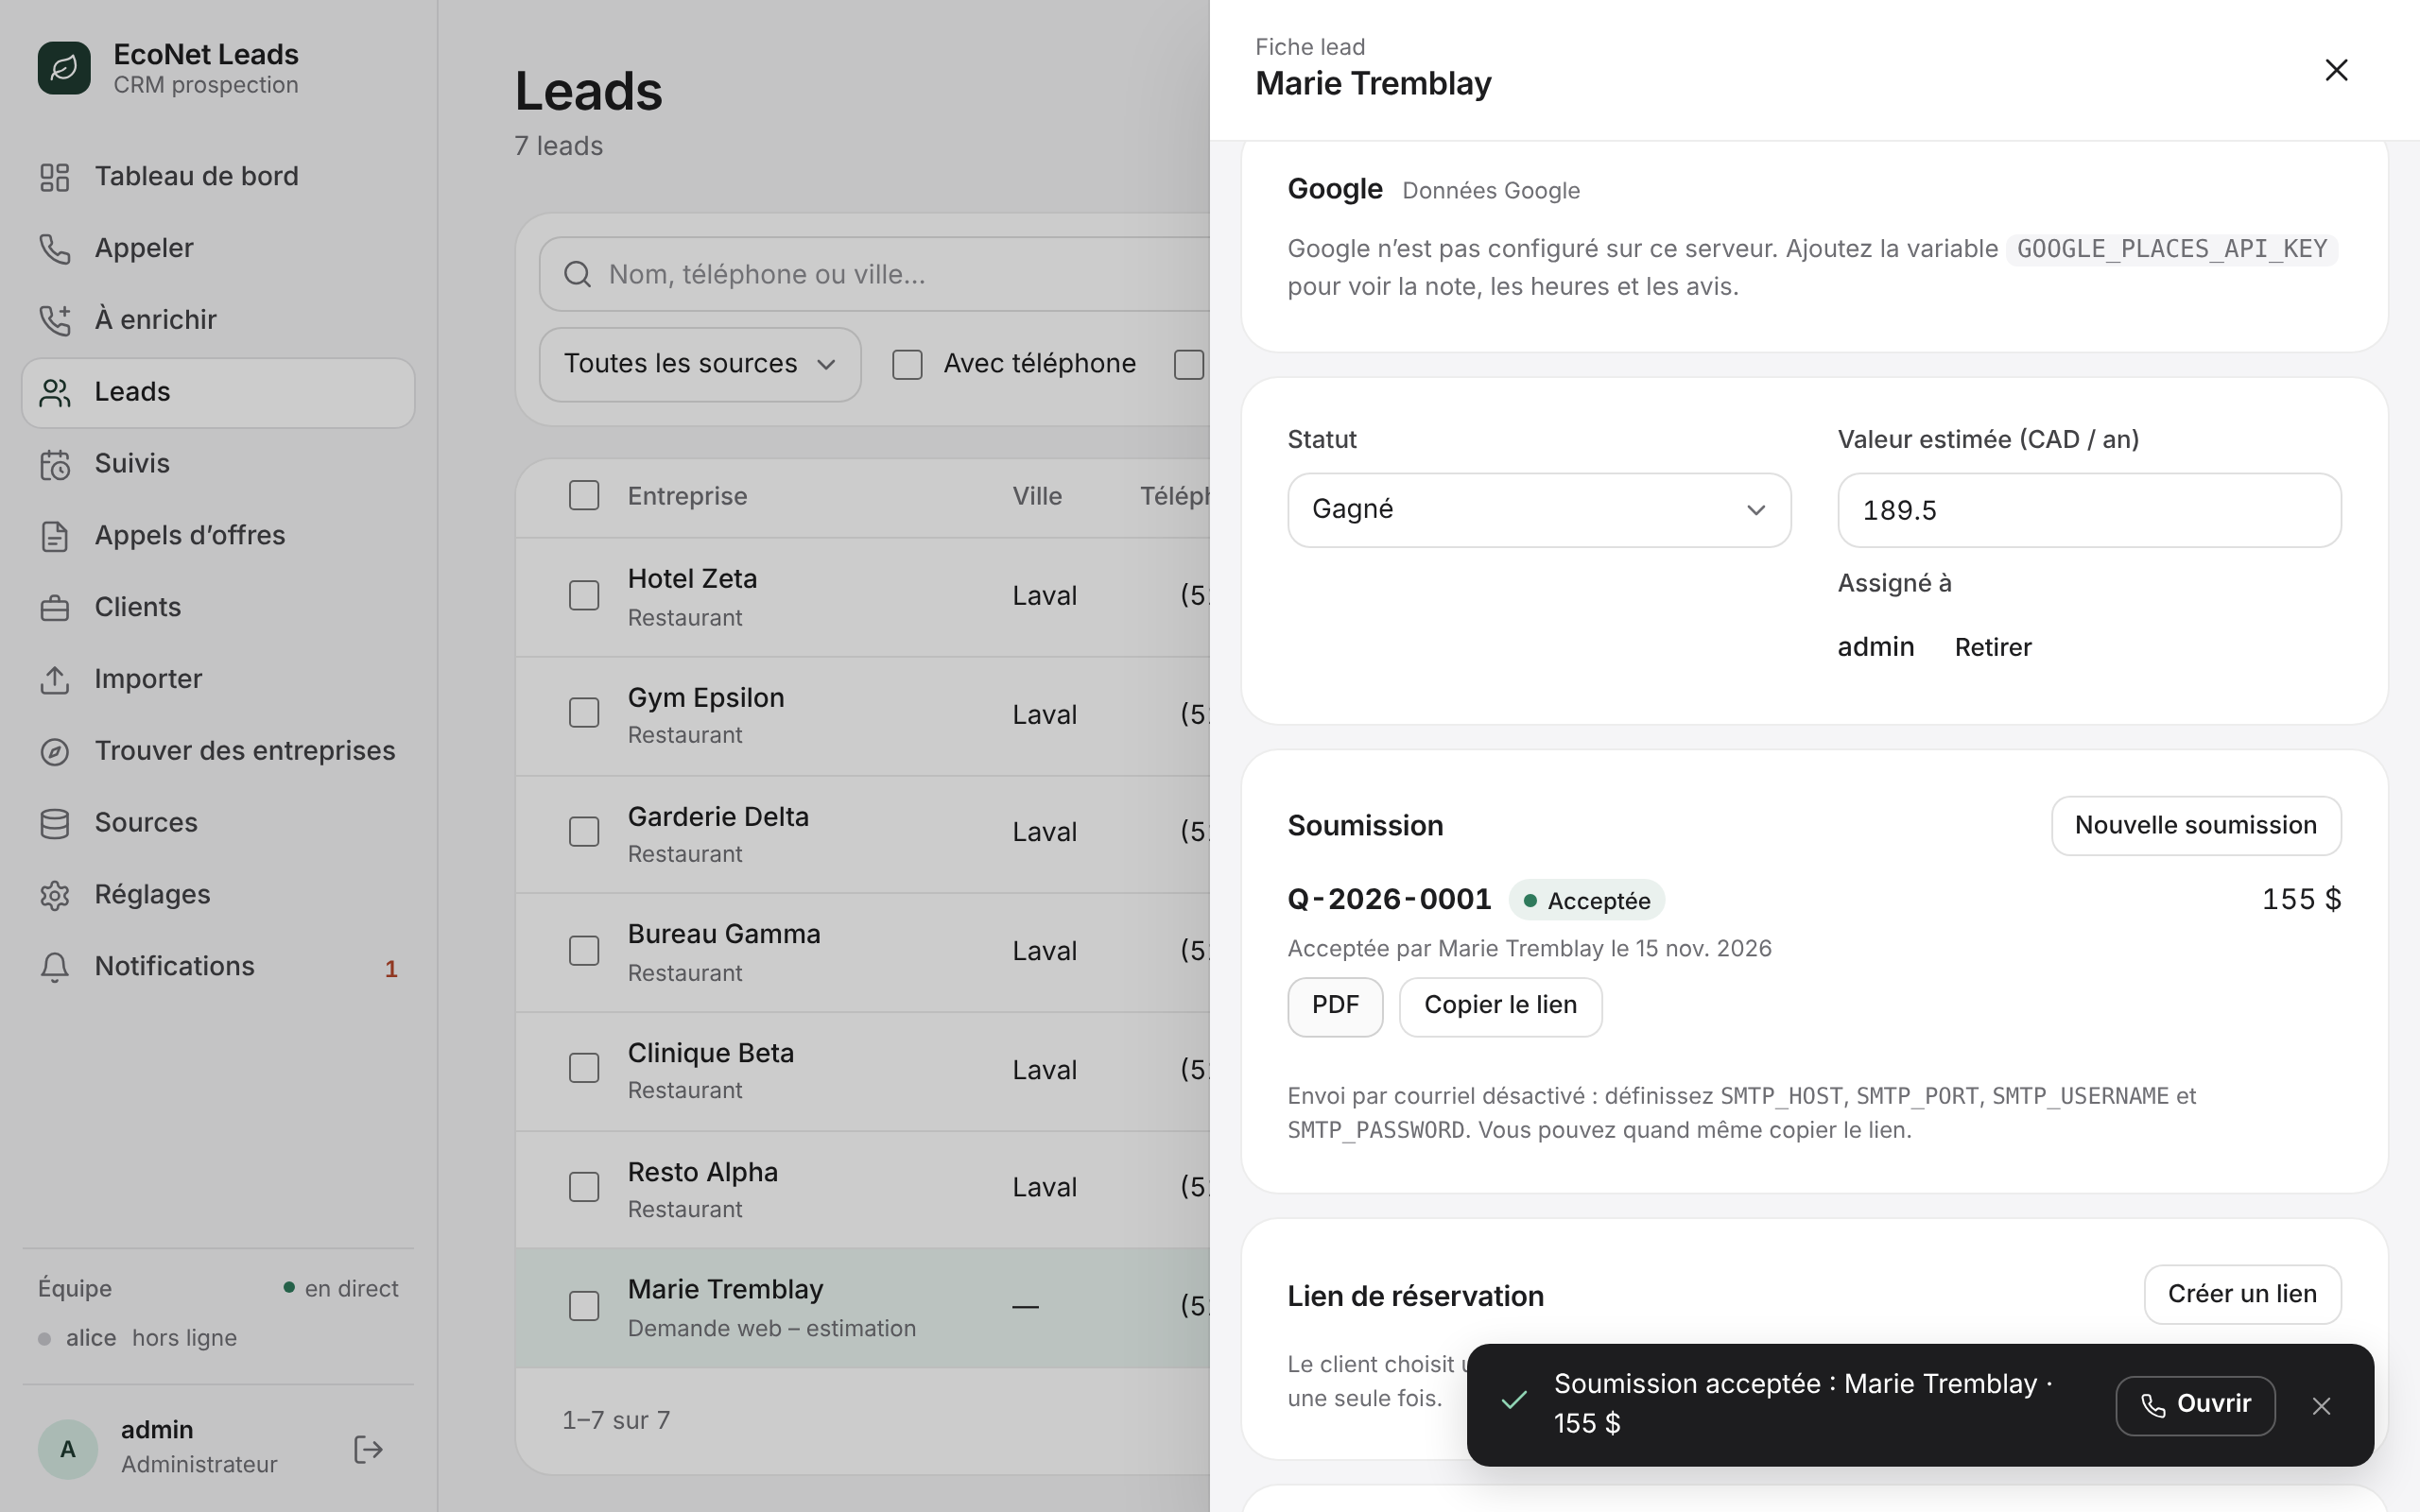 EcoNet Leads
CRM prospection
Tableau de bord
Appeler
À enrichir
Leads
Suivis
Appels d’offres
Clients
Importer
Trouver des entreprises
Sources
Réglages
Notifications 1
Équipe en direct
alice hors ligne
A
admin
Administrateur
Leads
7 leads
Nom, téléphone ou ville...
Toutes les sources Avec téléphone
Entreprise Ville Téléph
Hotel Zeta
Restaurant
Laval (5
Gym Epsilon
Restaurant
Laval (5
Garderie Delta
Restaurant
Laval (5
Bureau Gamma
Restaurant
Laval (5
Clinique Beta
Restaurant
Laval (5
Resto Alpha
Restaurant
Laval (5
Marie Tremblay
Demande web – estimation
— (5
1–7 sur 7
Fiche lead
Marie Tremblay
Google Données Google
Google n’est pas configuré sur ce serveur. Ajoutez la variable GOOGLE_PLACES_API_KEY
pour voir la note, les heures et les avis.
Statut
Gagné
Valeur estimée (CAD / an)
189.5
Assigné à
admin Retirer
Soumission Nouvelle soumission
Q-2026-0001 Acceptée 155 $
Acceptée par Marie Tremblay le 15 nov. 2026
PDF Copier le lien
Envoi par courriel désactivé : définissez SMTP_HOST, SMTP_PORT, SMTP_USERNAME et
SMTP_PASSWORD. Vous pouvez quand même copier le lien.
Lien de réservation Créer un lien
Le client choisit
une seule fois.
Soumission acceptée : Marie Tremblay ·
155 $
Ouvrir